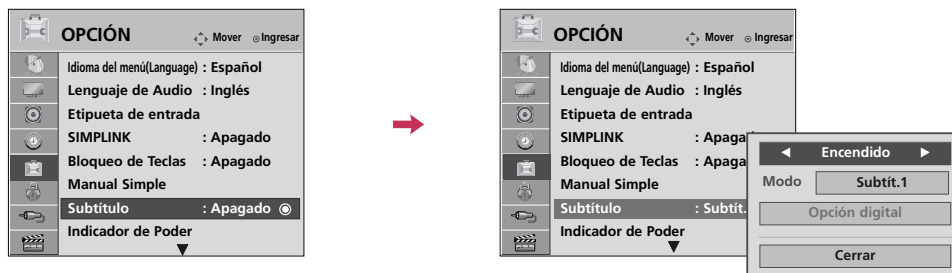 OPCIÓN Mover Ingresar
Idioma del menú(Language) : Español
Lenguaje de Audio : Inglés
Etipueta de entrada
SIMPLINK : Apagado
Bloqueo de Teclas : Apagado
Manual Simple
Subtítulo : Apagado
Indicador de Poder
OPCIÓN Mover Ingresar
Idioma del menú(Language) : Español
Lenguaje de Audio : Inglés
Etipueta de entrada
SIMPLINK : Apagad
Bloqueo de Teclas : Apaga
Manual Simple
Subtítulo : Subtít.
Indicador de Poder
Encendido
Modo Subtít.1
Opción digital
Cerrar